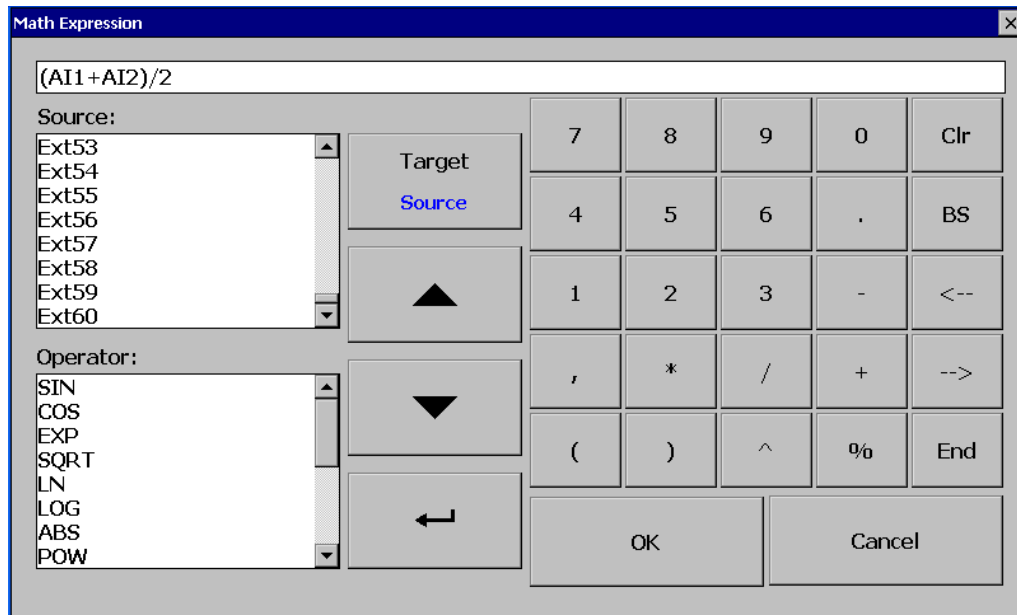 Math Expression
(AI1+AI2)/2
Source:
Ext53
Ext54
Ext55
Ext56
Ext57
Ext58
Ext59
Ext60
Operator:
SIN
COS
EXP
SQRT
LN
LOG
ABS
POW
Target
Source
7 8 9 0 Clr
4 5 6 . BS
1 2 3 - <--
, * / + -->
( ) ^ % End
OK Cancel